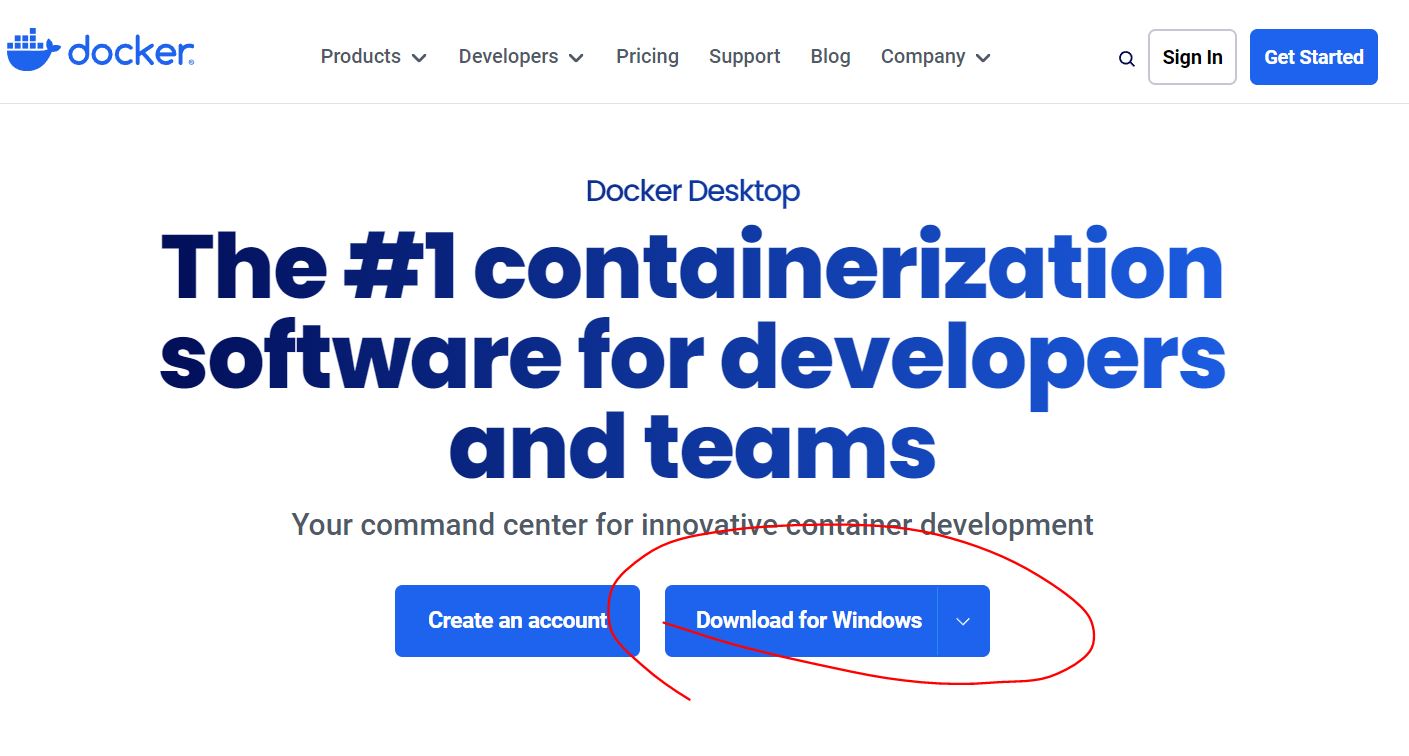 docker®
Products Developers Pricing Support Blog Company Sign In Get Started
Docker Desktop
The #1 containerization
software for developers
and teams
Your command center for innovative container development
Create an account Download for Windows